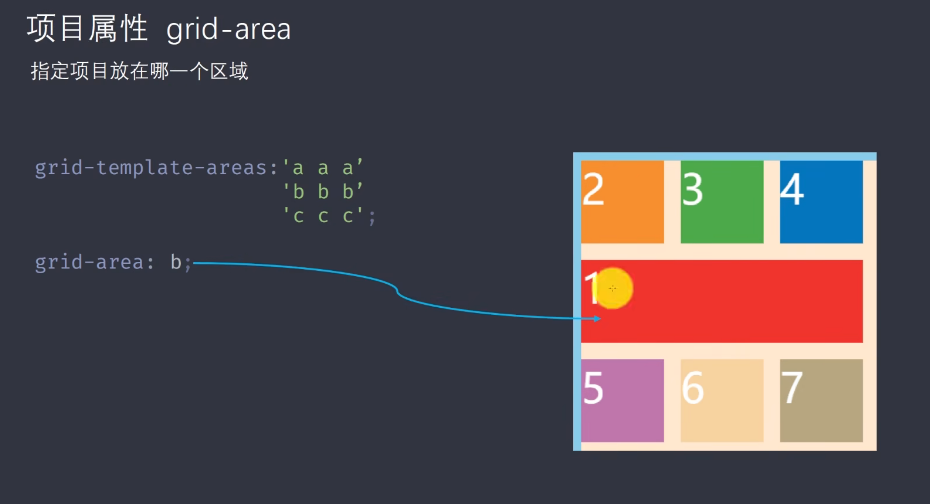 项目属性 grid-area
指定项目放在哪一个区域
grid-template-areas:'a a a’
'b b b’
'c c c';
grid-area: b;
2 3 4
1
5 6 7